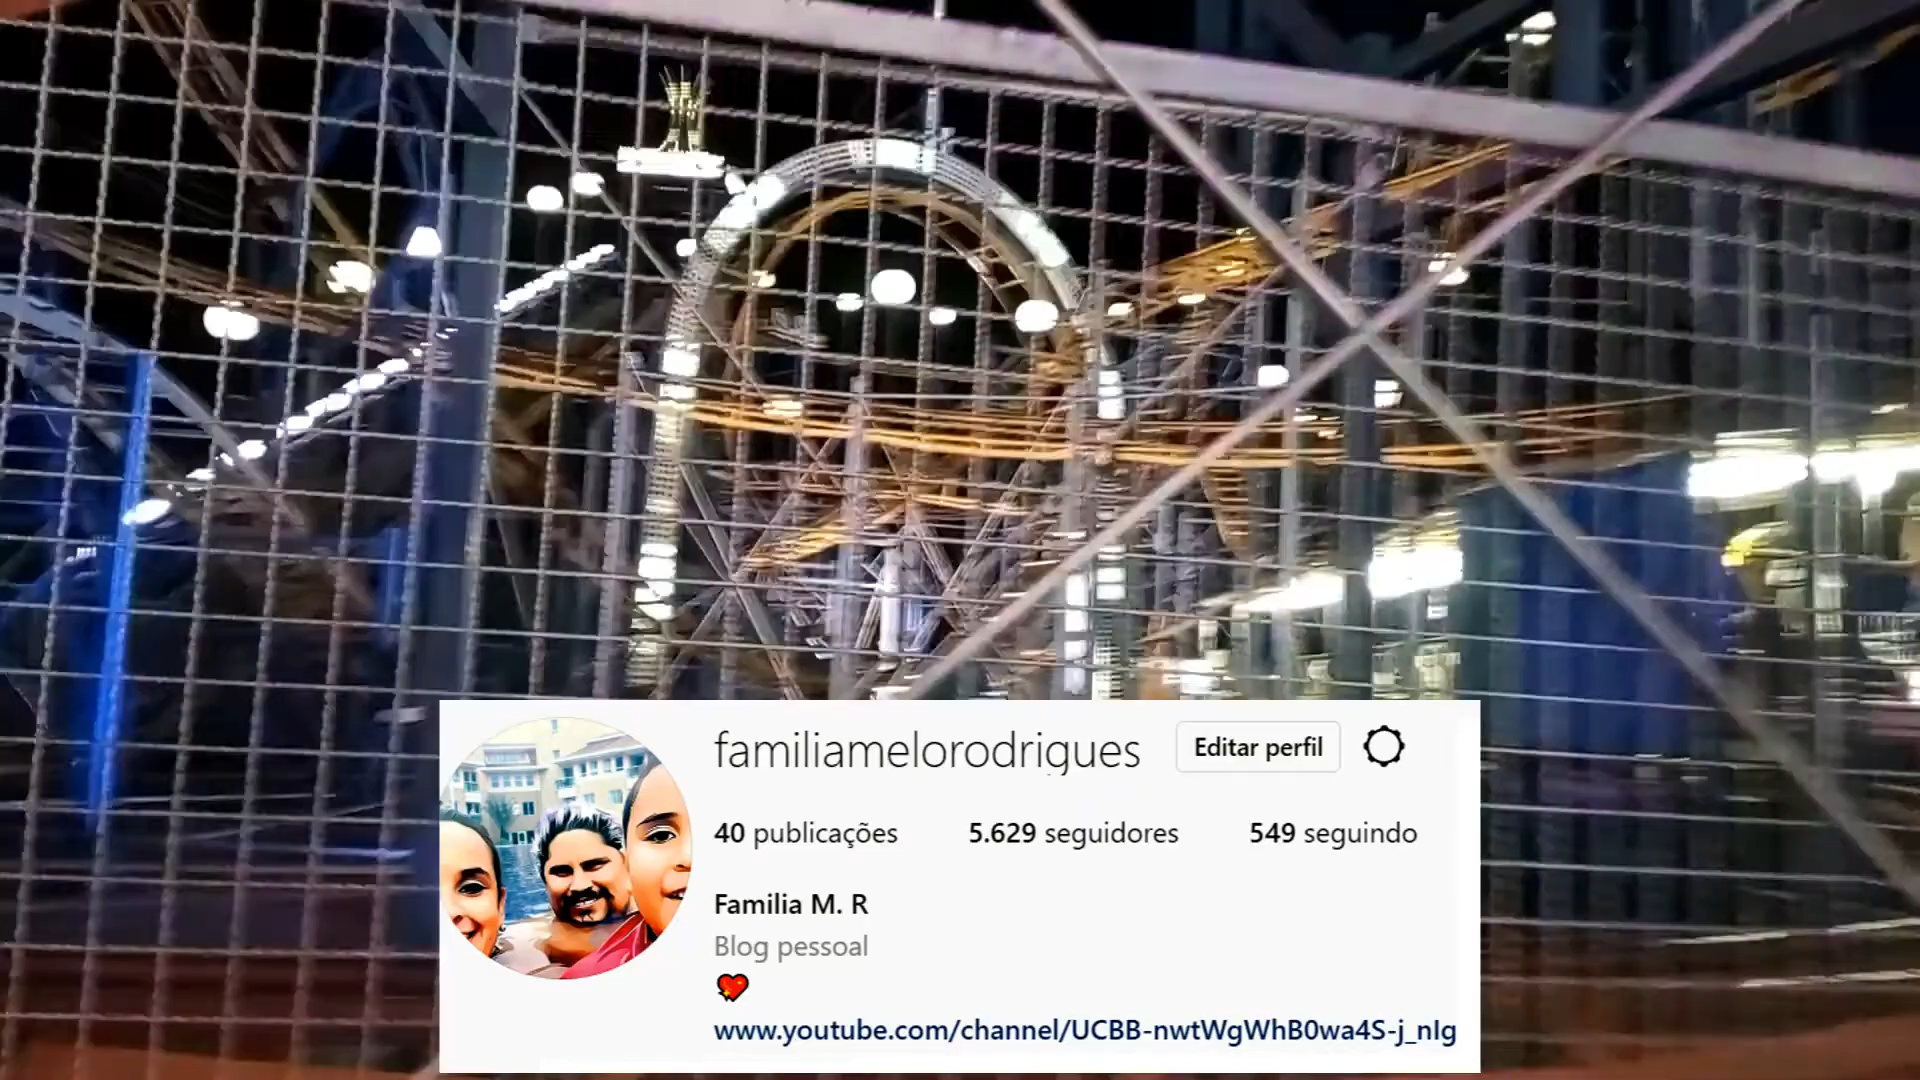 familiamelorodrigues Editar perfil
40 publicações 5.629 seguidores 549 seguindo
Familia M. R
Blog pessoal
www.youtube.com/channel/UCBB-nwtWgWhB0wa4S-j_nIg